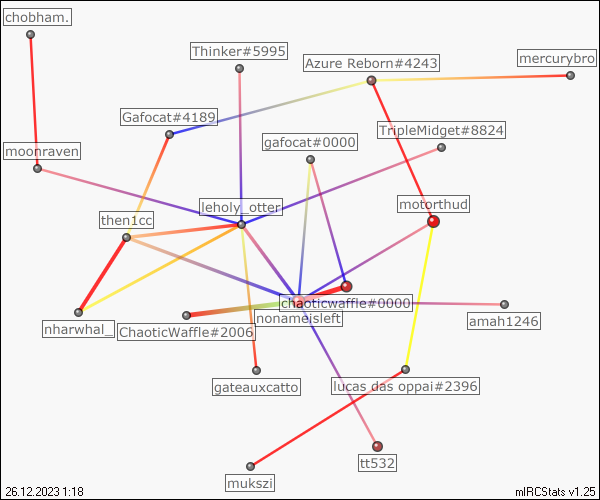 chobham.
Thinker#5995
Azure Reborn#4243
mercurybro
Gafocat#4189
gafocat#0000
TripleMidget#8824
moonraven
leholy_otter
motorthud
then1cc
chaoticwaffle#0000
nonameisleft
amah1246
nharwhal_
ChaoticWaffle#2006
gateauxcatto
lucas das oppai#2396
tt532
mukszi
26.12.2023 1:18
mIRCStats v1.25